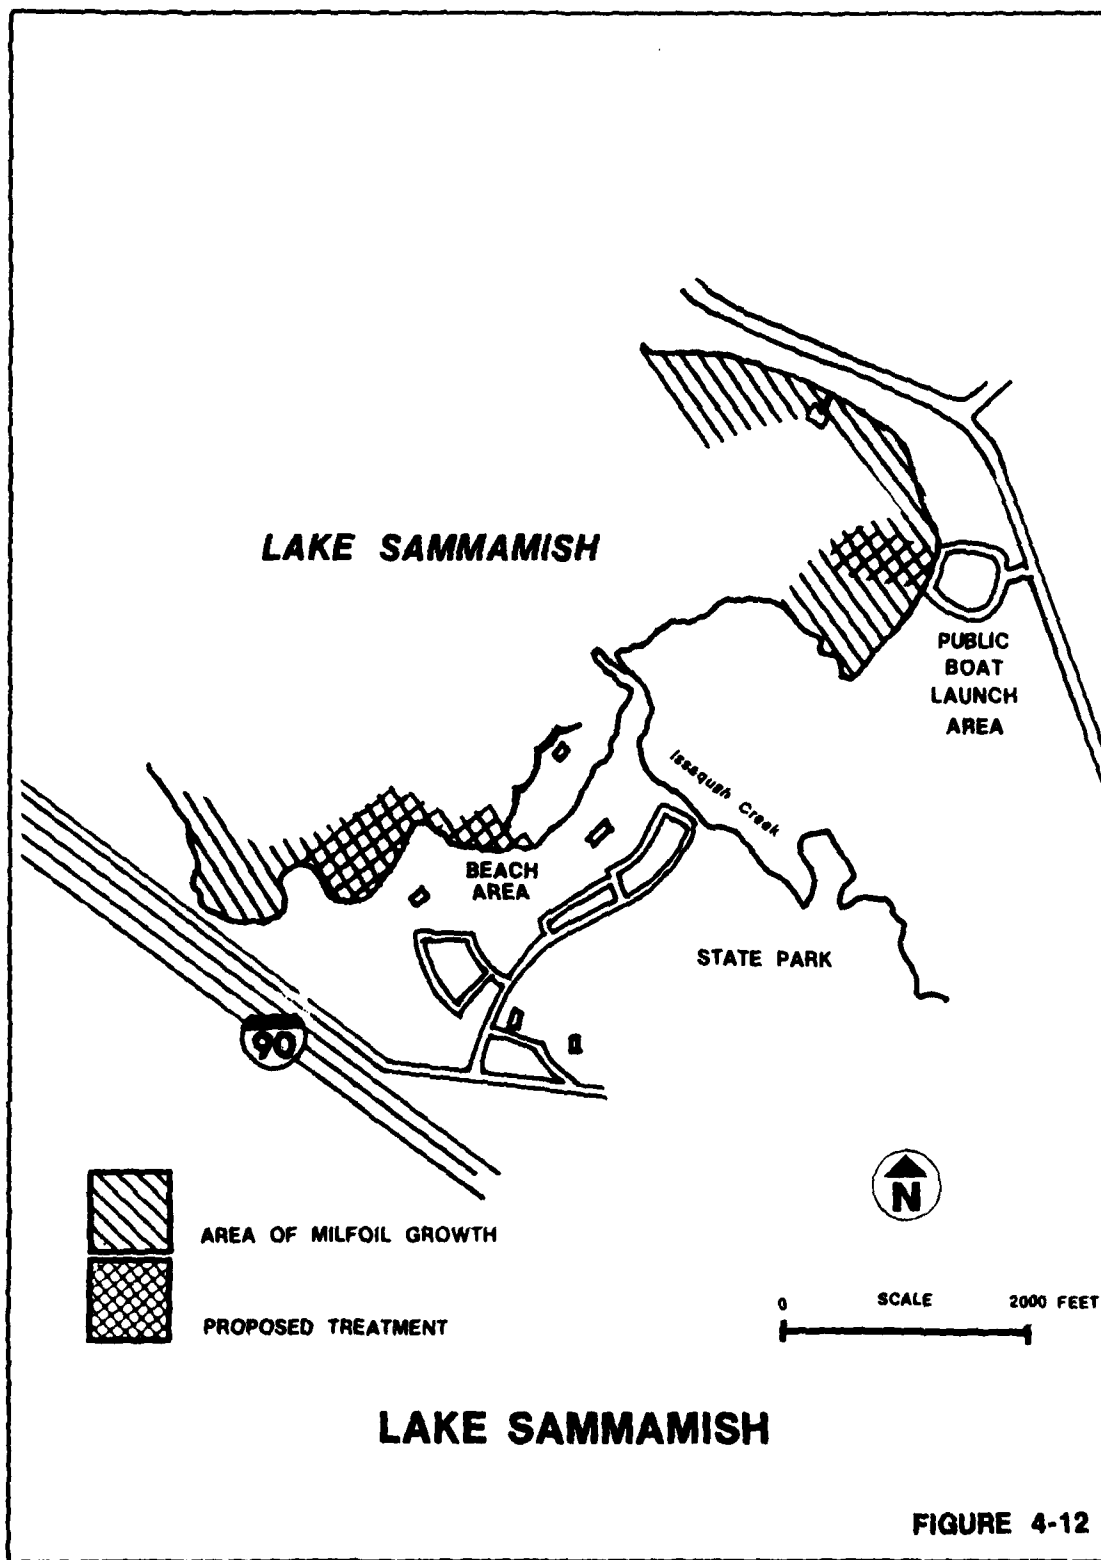 LAKE SAMMAMISH
PUBLIC
BOAT
LAUNCH
AREA
Issaquah Creek
BEACH
AREA
STATE PARK
90
AREA OF MILFOIL GROWTH
PROPOSED TREATMENT
N
0 SCALE 2000 FEET
LAKE SAMMAMISH
FIGURE 4-12